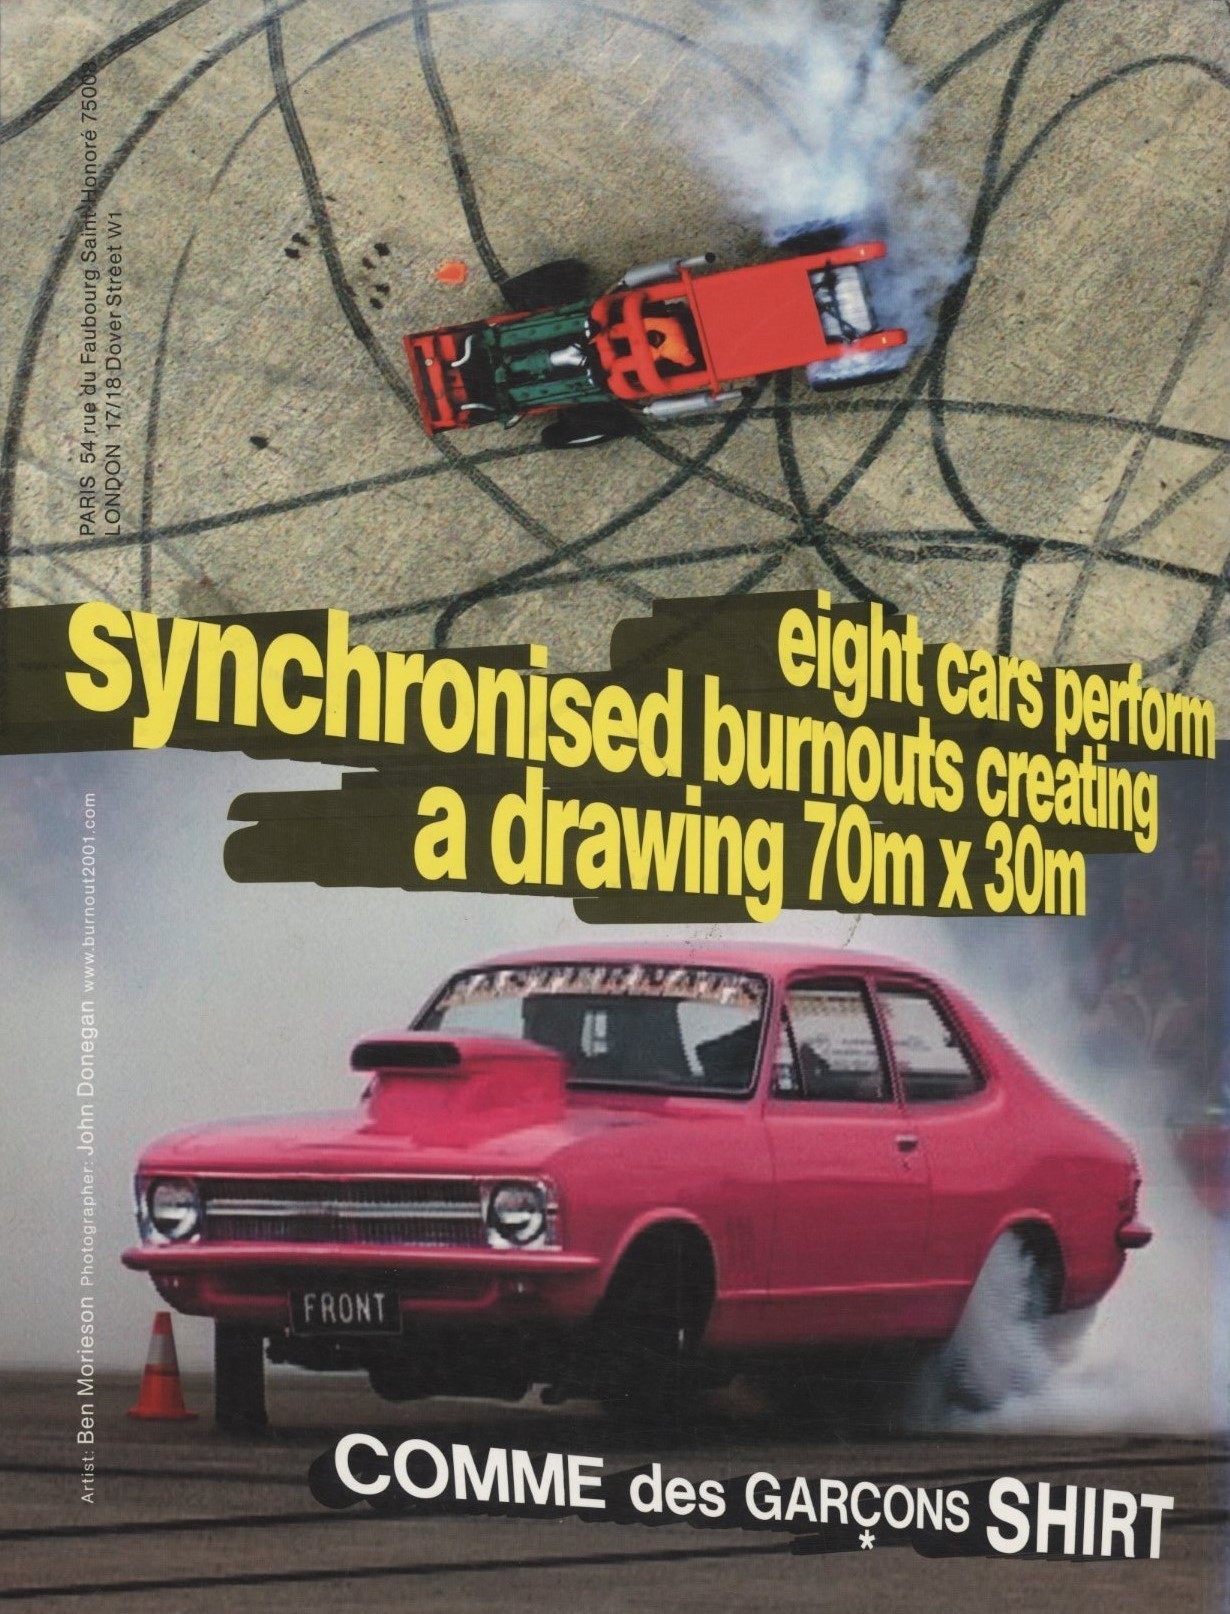 PARIS 54 rue du Faubourg Saint Honoré 75008
LONDON 17/18 Dover Street W1
eight cars perform
synchronised burnouts creating
a drawing 70m x 30m
Artist: Ben Morieson Photographer: John Donegan www.burnout2001.com
FRONT
COMME des GARÇONS SHIRT
*